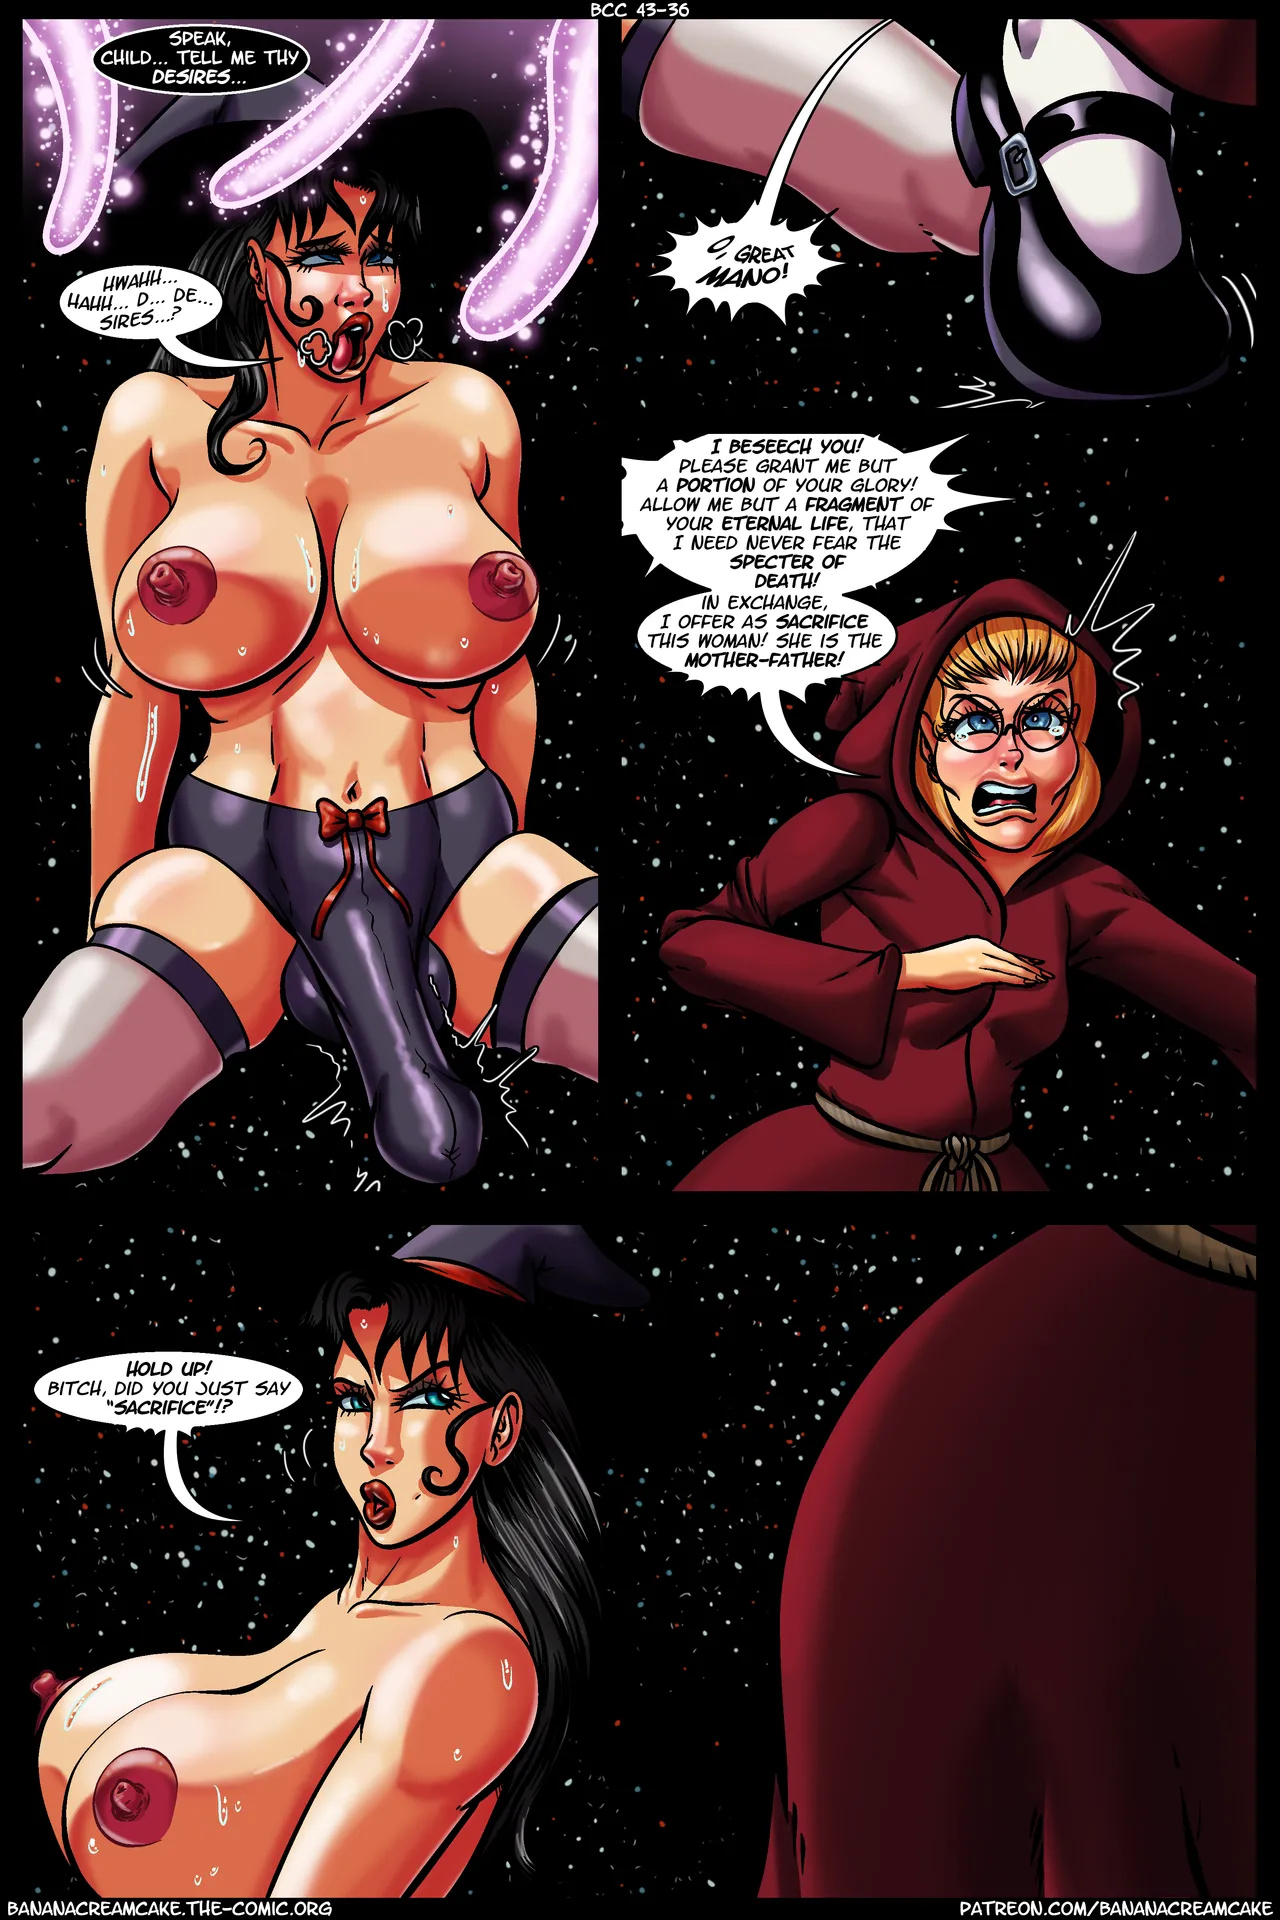 BCC 43-36
SPEAK,
CHILD... TELL ME THY
DESIRES...
HWAHH...
HAHH... D... DE...
SIRES...?
O, GREAT
MANO!
I BESEECH YOU!
PLEASE GRANT ME BUT
A PORTION OF YOUR GLORY!
ALLOW ME BUT A FRAGMENT OF
YOUR ETERNAL LIFE, THAT
I NEED NEVER FEAR THE
SPECTER OF
DEATH!
IN EXCHANGE,
I OFFER AS SACRIFICE
THIS WOMAN! SHE IS THE
MOTHER-FATHER!
HOLD UP!
BITCH, DID YOU JUST SAY
"SACRIFICE"!?
BANANACREAMCAKE.THE-COMIC.ORG
PATREON.COM/BANANACREAMCAKE